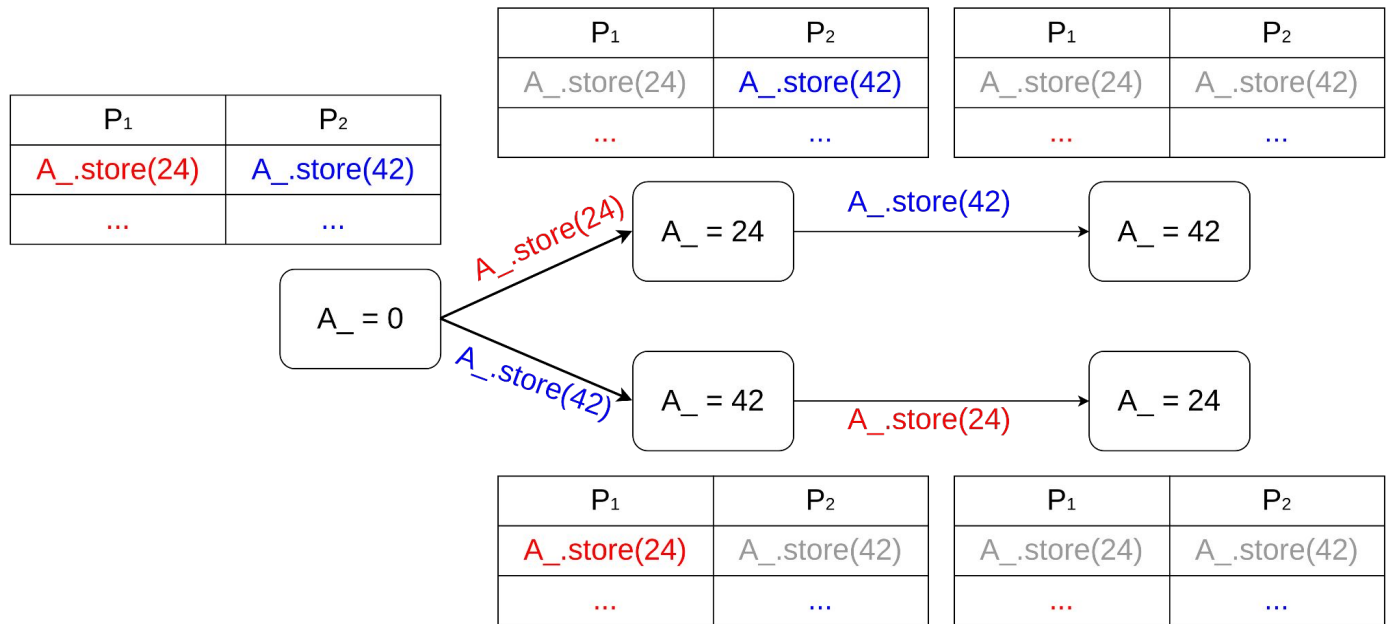 P₁ P₂
A_.store(24) A_.store(42)
... ...
P₁ P₂
A_.store(24) A_.store(42)
... ...
P₁ P₂
A_.store(24) A_.store(42)
... ...
A_ = 0
A_.store(24)
A_ = 24
A_.store(42)
A_ = 42
A_.store(42)
A_ = 42
A_.store(24)
A_ = 24
P₁ P₂
A_.store(24) A_.store(42)
... ...
P₁ P₂
A_.store(24) A_.store(42)
... ...